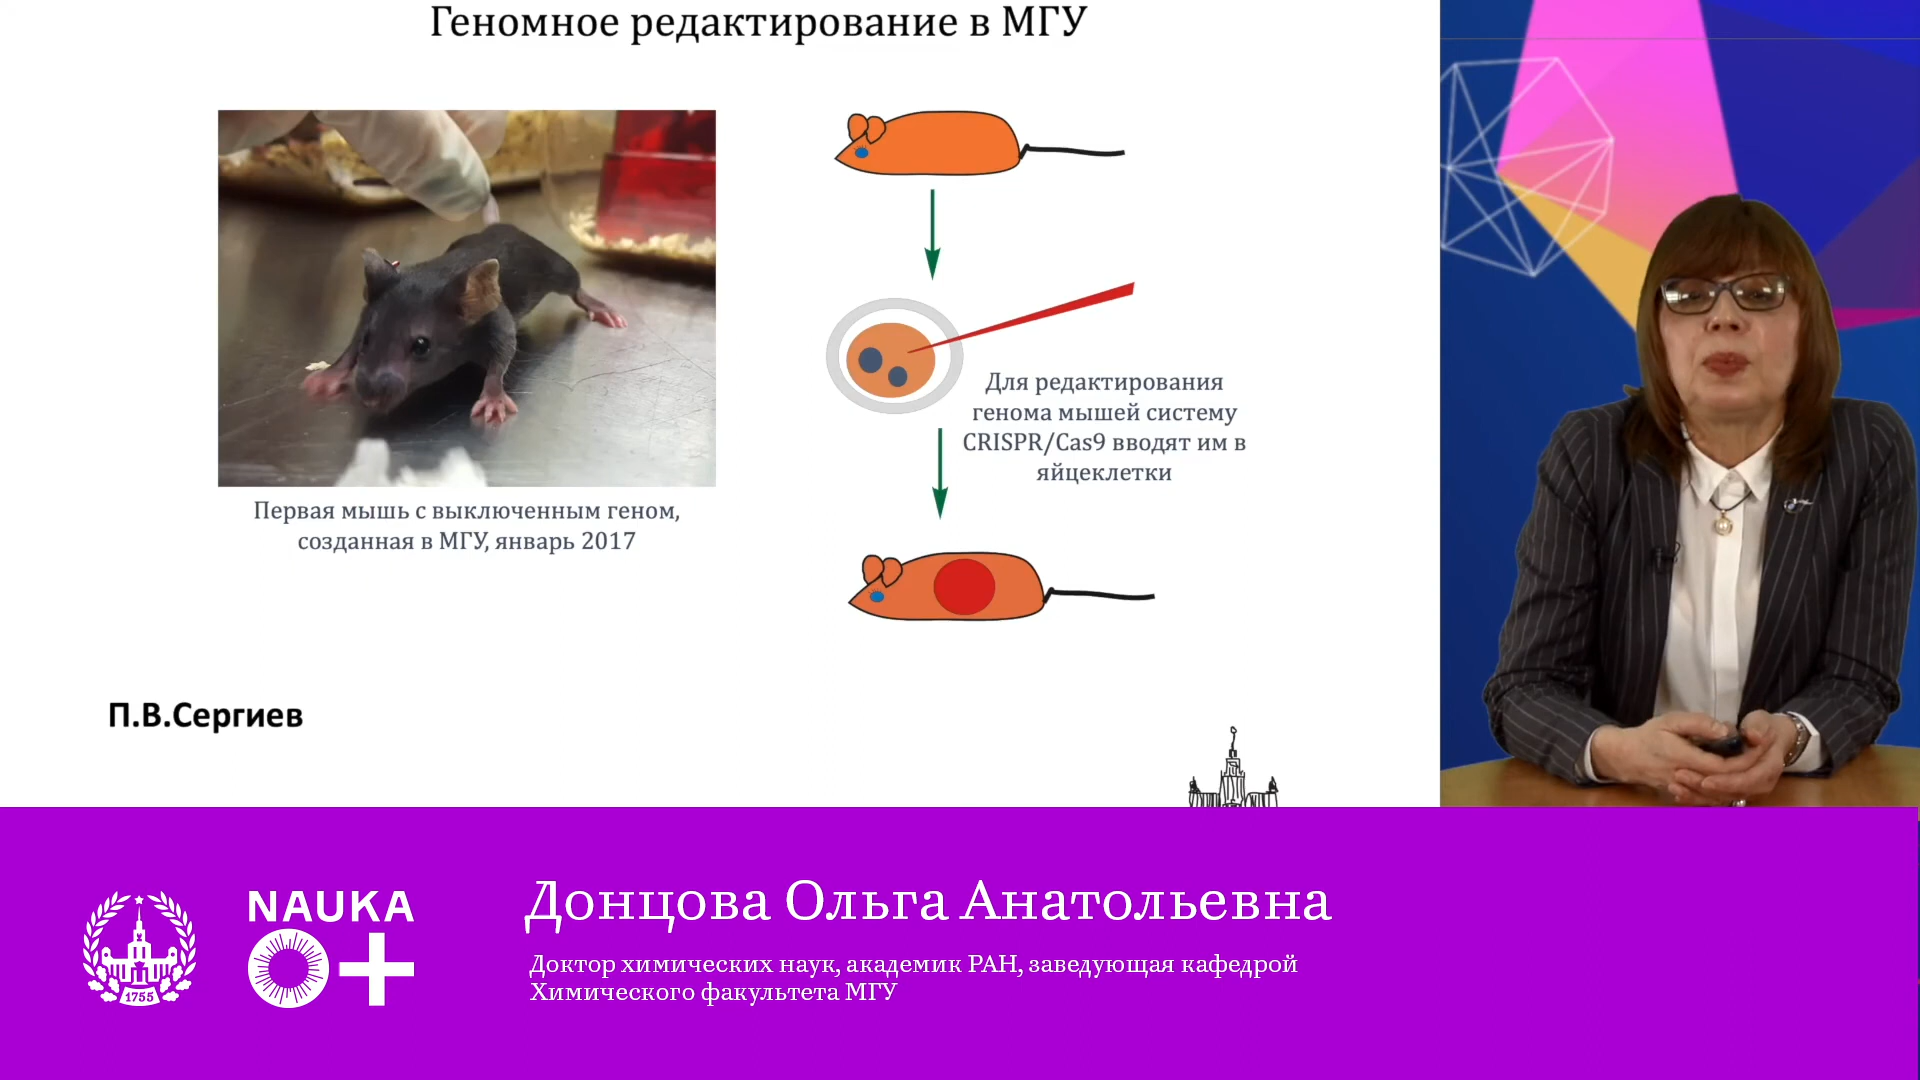 Геномное редактирование в МГУ
Первая мышь с выключенным геном,
созданная в МГУ, январь 2017
Для редактирования
генома мышей систему
CRISPR/Cas9 вводят им в
яйцеклетки
П.В.Сергиев
1755
NAUKA
0+
Донцова Ольга Анатольевна
Доктор химических наук, академик РАН, заведующая кафедрой
Химического факультета МГУ